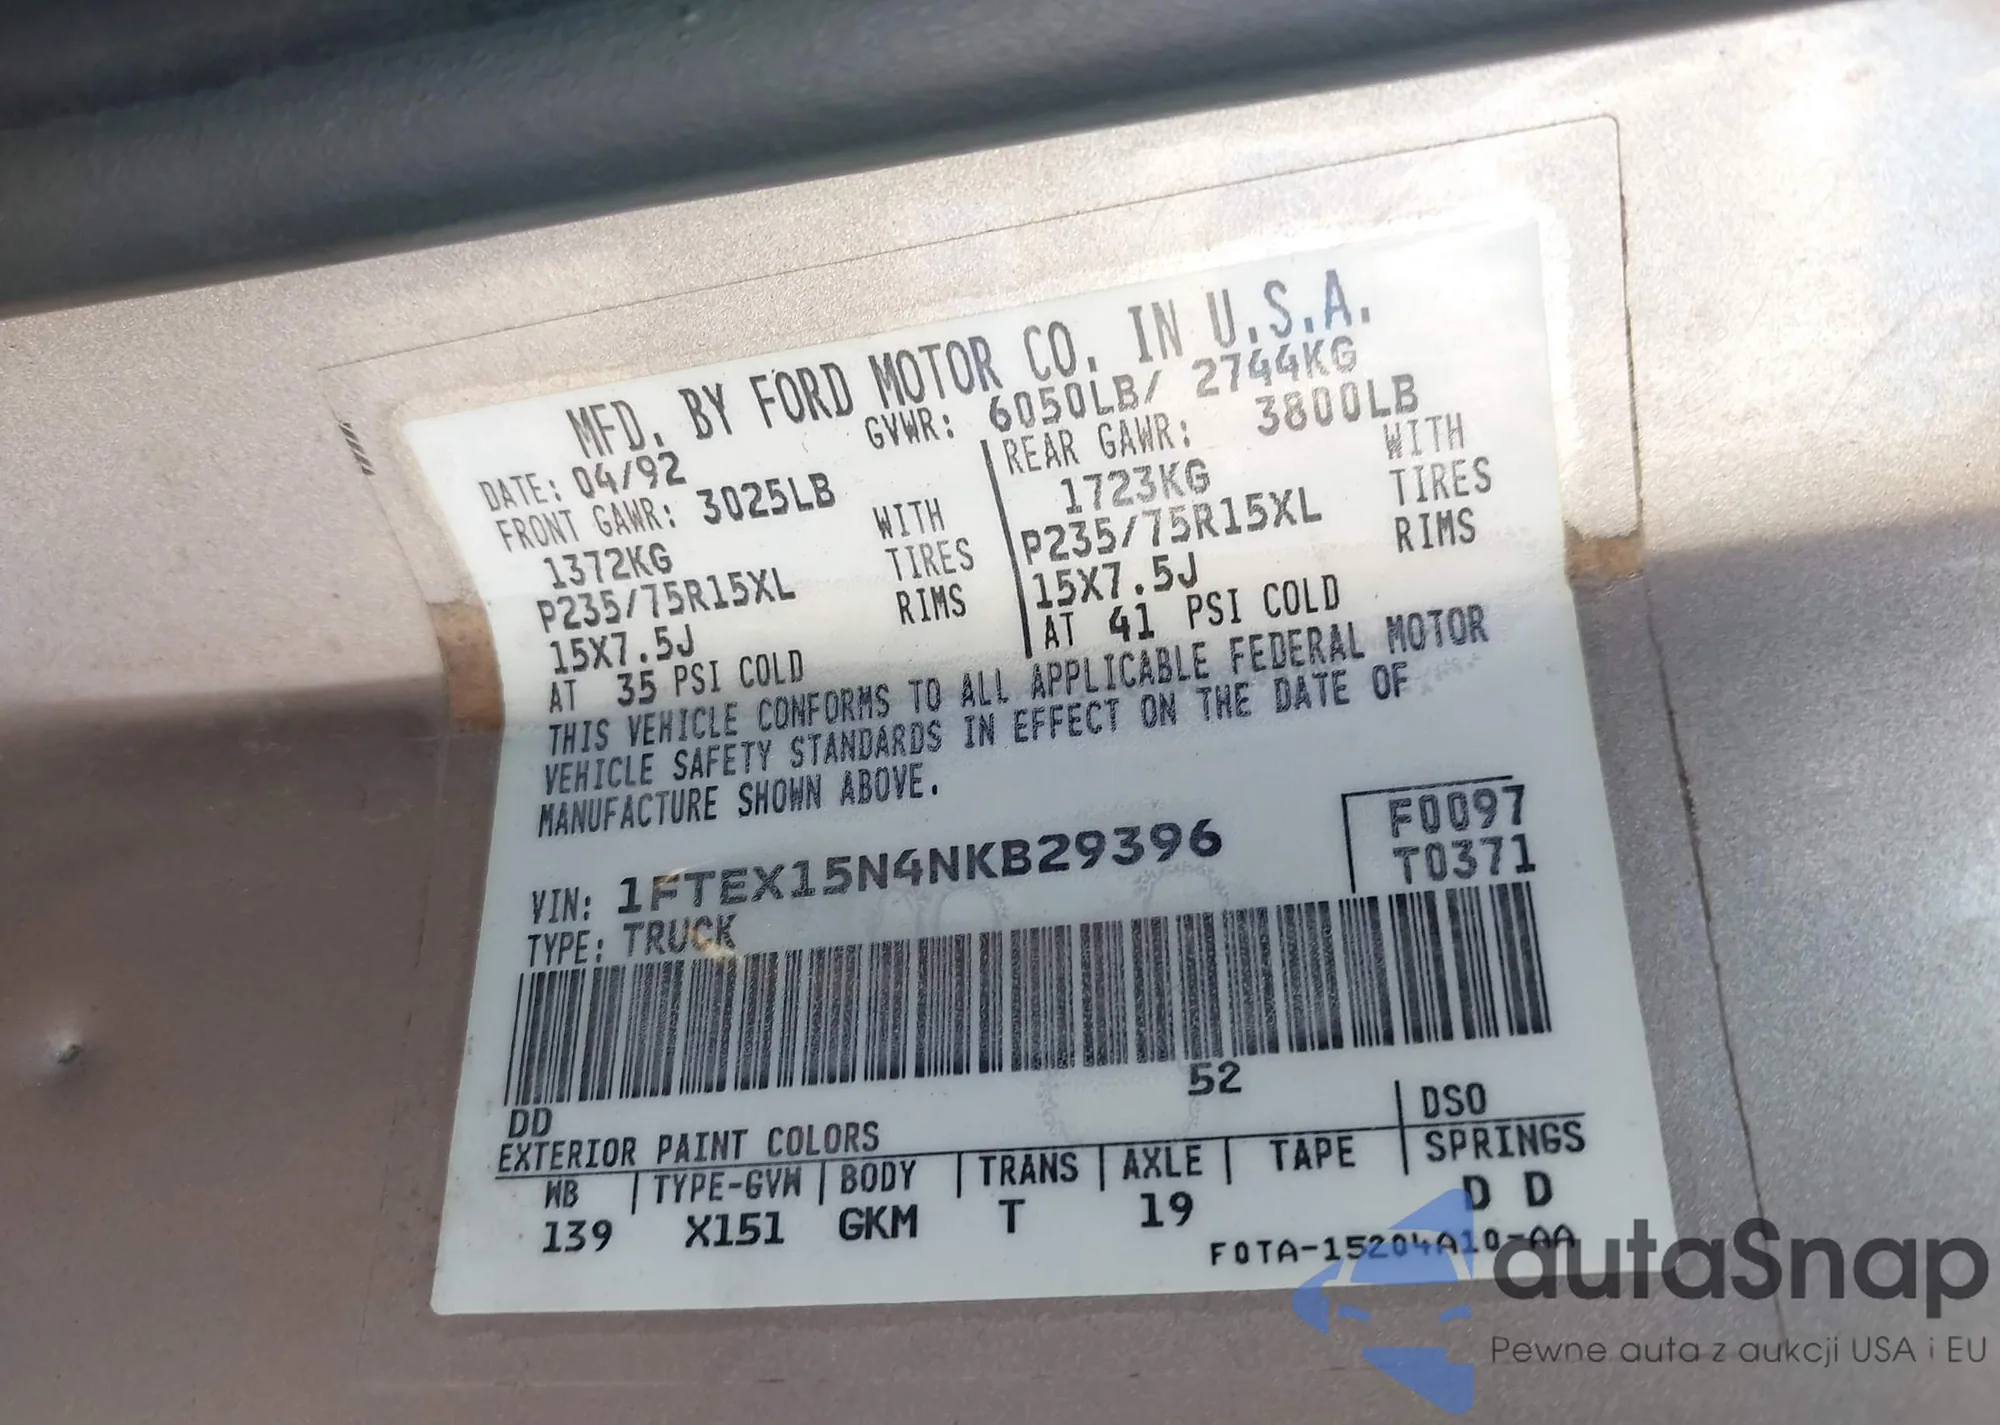 MFD. BY FORD MOTOR CO. IN U.S.A.
DATE: 04/92 GVWR: 6050LB/ 2744KG
FRONT GAWR: 3025LB REAR GAWR: 3800LB
1372KG WITH 1723KG WITH
P235/75R15XL TIRES P235/75R15XL TIRES
15X7.5J RIMS 15X7.5J RIMS
AT 35 PSI COLD AT 41 PSI COLD
THIS VEHICLE CONFORMS TO ALL APPLICABLE FEDERAL MOTOR
VEHICLE SAFETY STANDARDS IN EFFECT ON THE DATE OF
MANUFACTURE SHOWN ABOVE.
F0097
VIN: 1FTEX15N4NKB29396 T0371
TYPE: TRUCK
52
DD
EXTERIOR PAINT COLORS DSO
WB TYPE-GVW BODY TRANS AXLE TAPE SPRINGS
139 X151 GKM T 19 D D
F0TA-15204A10-AA
autaSnap
Pewne auta z aukcji USA i EU